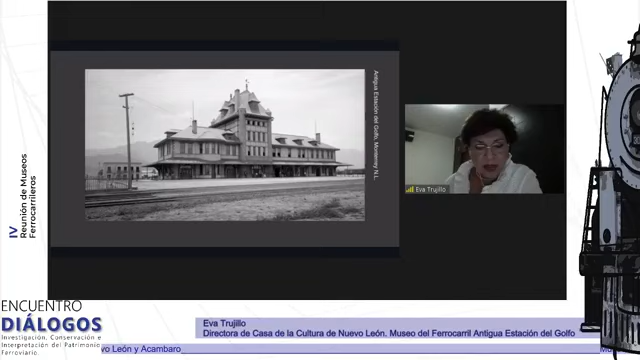 IV
Reunión de Museos
Ferrocarrileros
Antigua Estación del Golfo, Monterrey N.L.
Eva Trujillo
ENCUENTRO
DIÁLOGOS
Investigación, Conservación e
Interpretación del Patrimonio
Ferroviario.
Eva Trujillo
Directora de Casa de la Cultura de Nuevo León. Museo del Ferrocarril Antigua Estación del Golfo
vo León y Acambaro